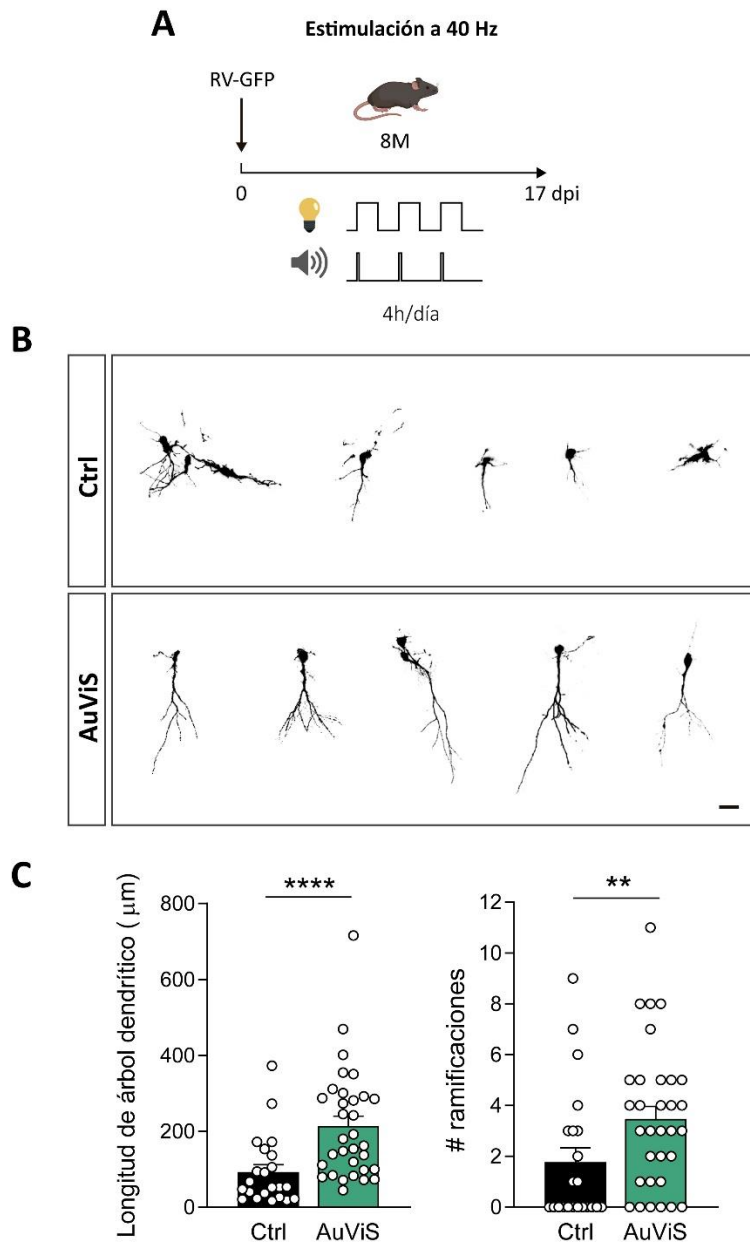 A
Estimulación a 40 Hz
RV-GFP
8M
0
17 dpi
4h/día
B
Ctrl
AuViS
C
Longitud de árbol dendrítico ( µm)
800
600
400
200
0
****
Ctrl
AuViS
# ramificaciones
12
10
8
6
4
2
0
**
Ctrl
AuViS